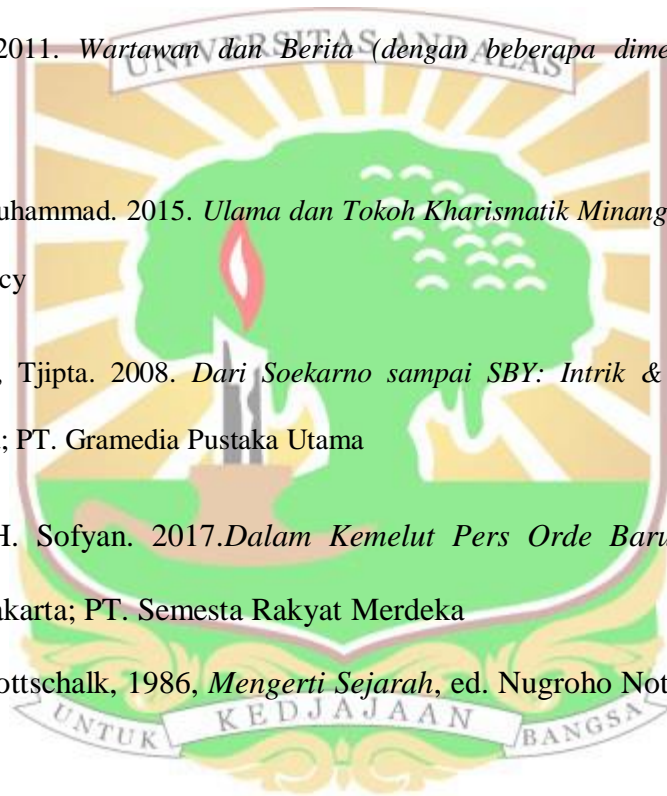 2011. Wartawan dan Berita (dengan beberapa dime
UNIVERSITAS ANDALAS
uhammad. 2015. Ulama dan Tokoh Kharismatik Minang
cy
, Tjipta. 2008. Dari Soekarno sampai SBY: Intrik &
; PT. Gramedia Pustaka Utama
H. Sofyan. 2017.Dalam Kemelut Pers Orde Baru
akarta; PT. Semesta Rakyat Merdeka
ottschalk, 1986, Mengerti Sejarah, ed. Nugroho Not
UNTUK KEDJAJAAN BANGSA